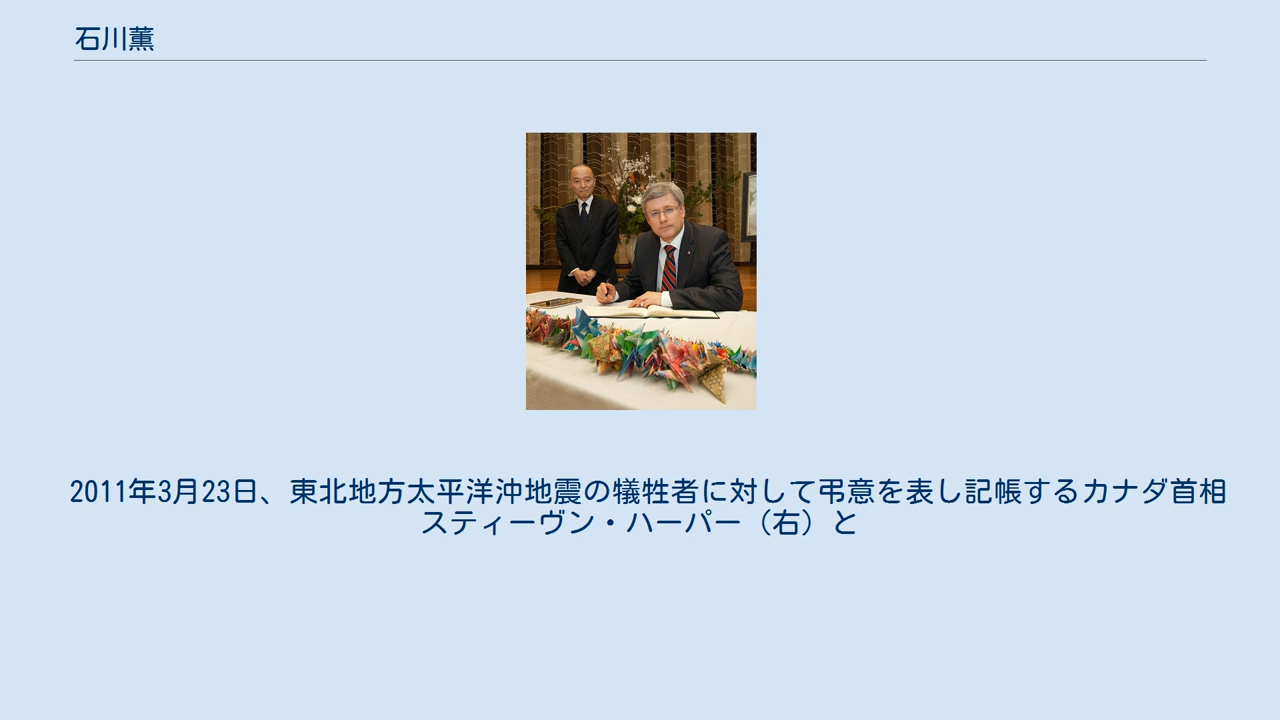 石川薫
2011年3月23日、東北地方太平洋沖地震の犠牲者に対して弔意を表し記帳するカナダ首相
スティーヴン・ハーパー（右）と